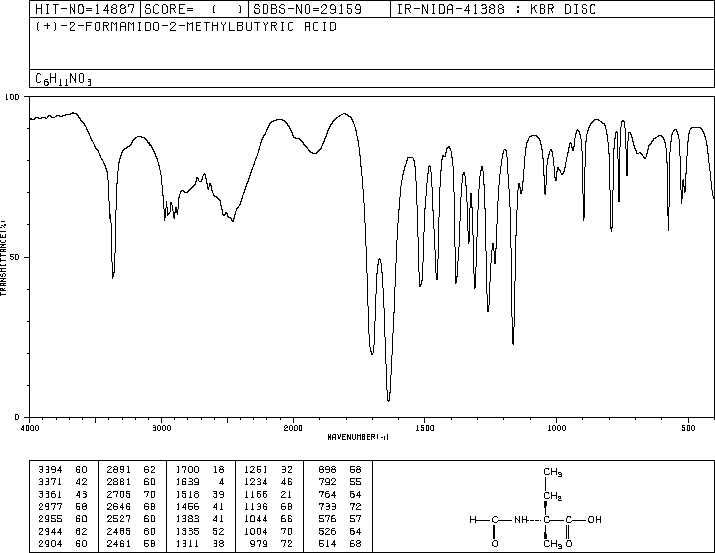 HIT-NO=14887 SCORE= ( ) SDBS-NO=29159 IR-NIDA-41388 : KBR DISC
(+)-2-FORMAMIDO-2-METHYLBUTYRIC ACID
C6H11NO3
100
50
0
TRANSMITTANCE(%)
4000 3000 2000 1500 1000 500
WAVENUMBER(-1)
3394 60 2891 62 1700 18 1261 32 898 58
3371 42 2881 60 1639 4 1234 46 792 55
3361 43 2705 70 1518 39 1166 21 764 64
2977 58 2646 68 1456 41 1136 68 733 72
2955 60 2527 60 1383 41 1044 66 576 57
2944 62 2485 60 1335 52 1004 70 526 64
2904 60 2461 58 1311 38 979 72 514 68
CH3
CH2
H C NH C C OH
O CH3 O